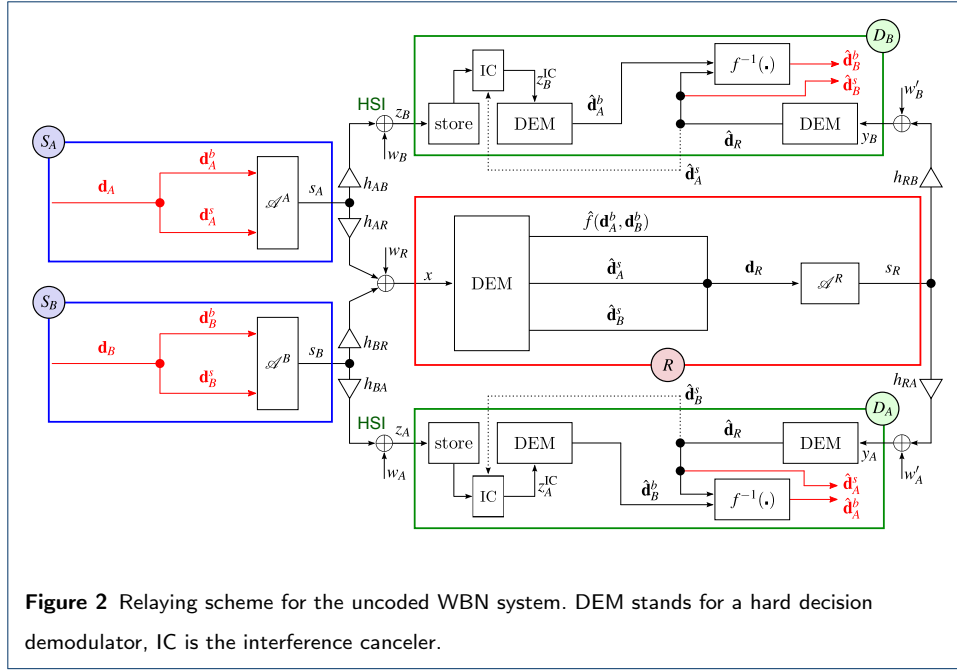 D_B
IC z_B^IC f^{-1}(.) d̂_B^b
d̂_B^s
HSI z_B store DEM d̂_A^b DEM w'_B
S_A w_B d̂_R y_B
d_A^b h_AB d̂_A^s h_RB
d_A 𝒜^A s_A
d_A^s h_AR f̂(d_A^b, d_B^b)
w_R d̂_A^s d_R s_R
x DEM 𝒜^R
S_B d̂_B^s
d_B^b h_BR
d_B 𝒜^B s_B R
d_B^s h_BA d̂_B^s h_RA
HSI D_A
z_A store DEM d̂_R DEM
w_A y_A w'_A
IC z_A^IC d̂_B^b f^{-1}(.) d̂_A^s
d̂_A^b
Figure 2 Relaying scheme for the uncoded WBN system. DEM stands for a hard decision
demodulator, IC is the interference canceler.